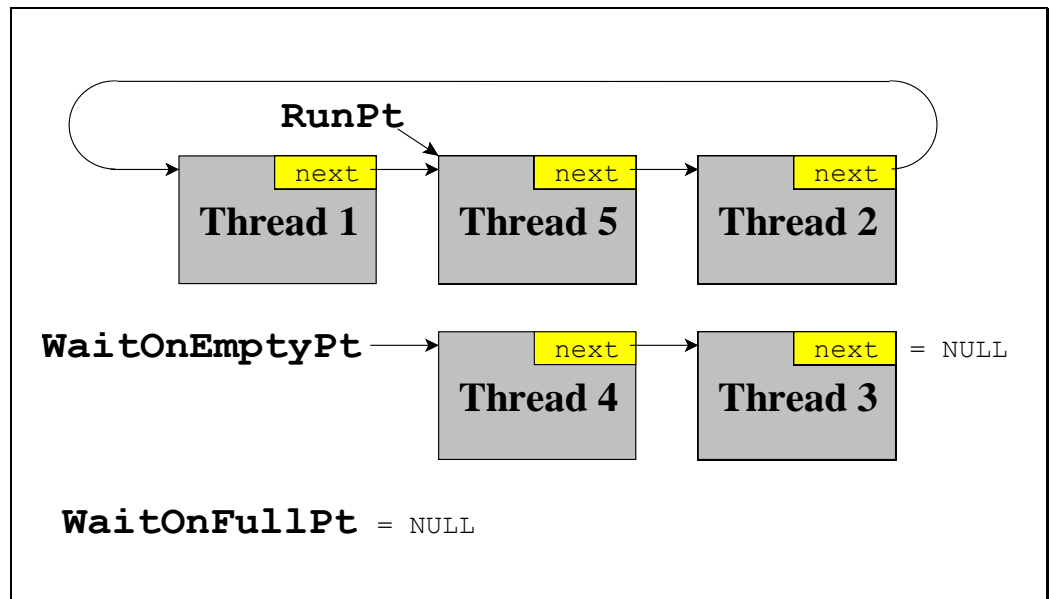 RunPt
next next next
Thread 1 Thread 5 Thread 2
WaitOnEmptyPt next next = NULL
Thread 4 Thread 3
WaitOnFullPt = NULL